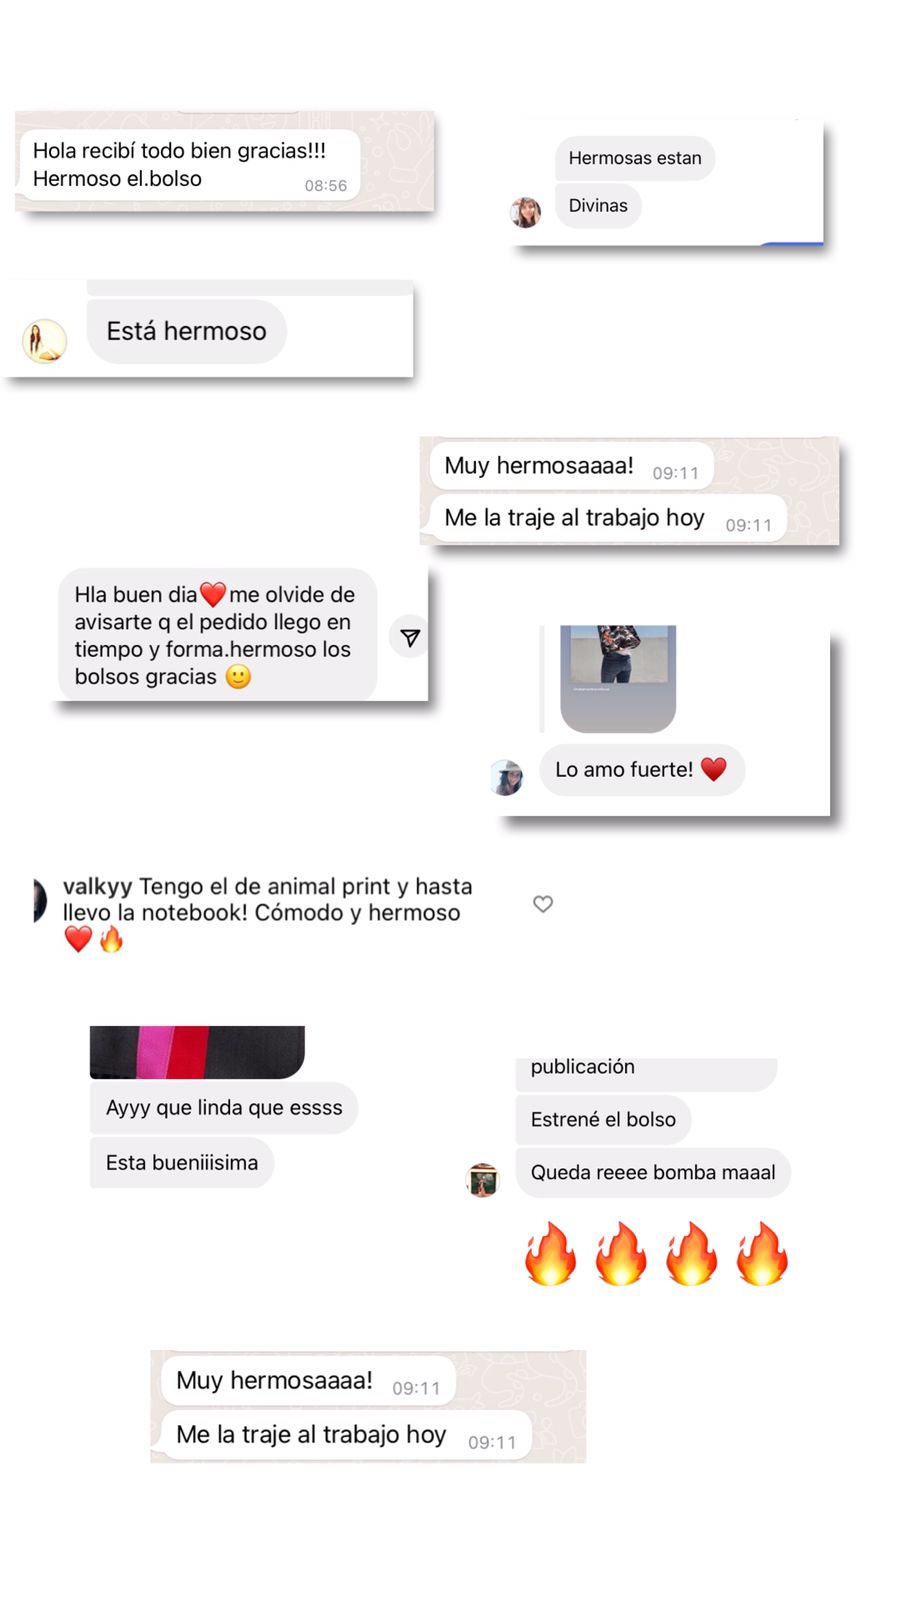 Hola recibí todo bien gracias!!!
Hermoso el.bolso
08:56
Hermosas estan
Divinas
Está hermoso
Muy hermosaaaa! 09:11
Me la traje al trabajo hoy 09:11
Hla buen dia❤️me olvide de
avisarte q el pedido llego en
tiempo y forma.hermoso los
bolsos gracias 🙂
Lo amo fuerte! ♥️
valkyy Tengo el de animal print y hasta
llevo la notebook! Cómodo y hermoso
❤️🔥
Ayyy que linda que essss
Esta bueniiisima
publicación
Estrené el bolso
Queda reeee bomba maaal
🔥🔥🔥🔥
Muy hermosaaaa! 09:11
Me la traje al trabajo hoy 09:11